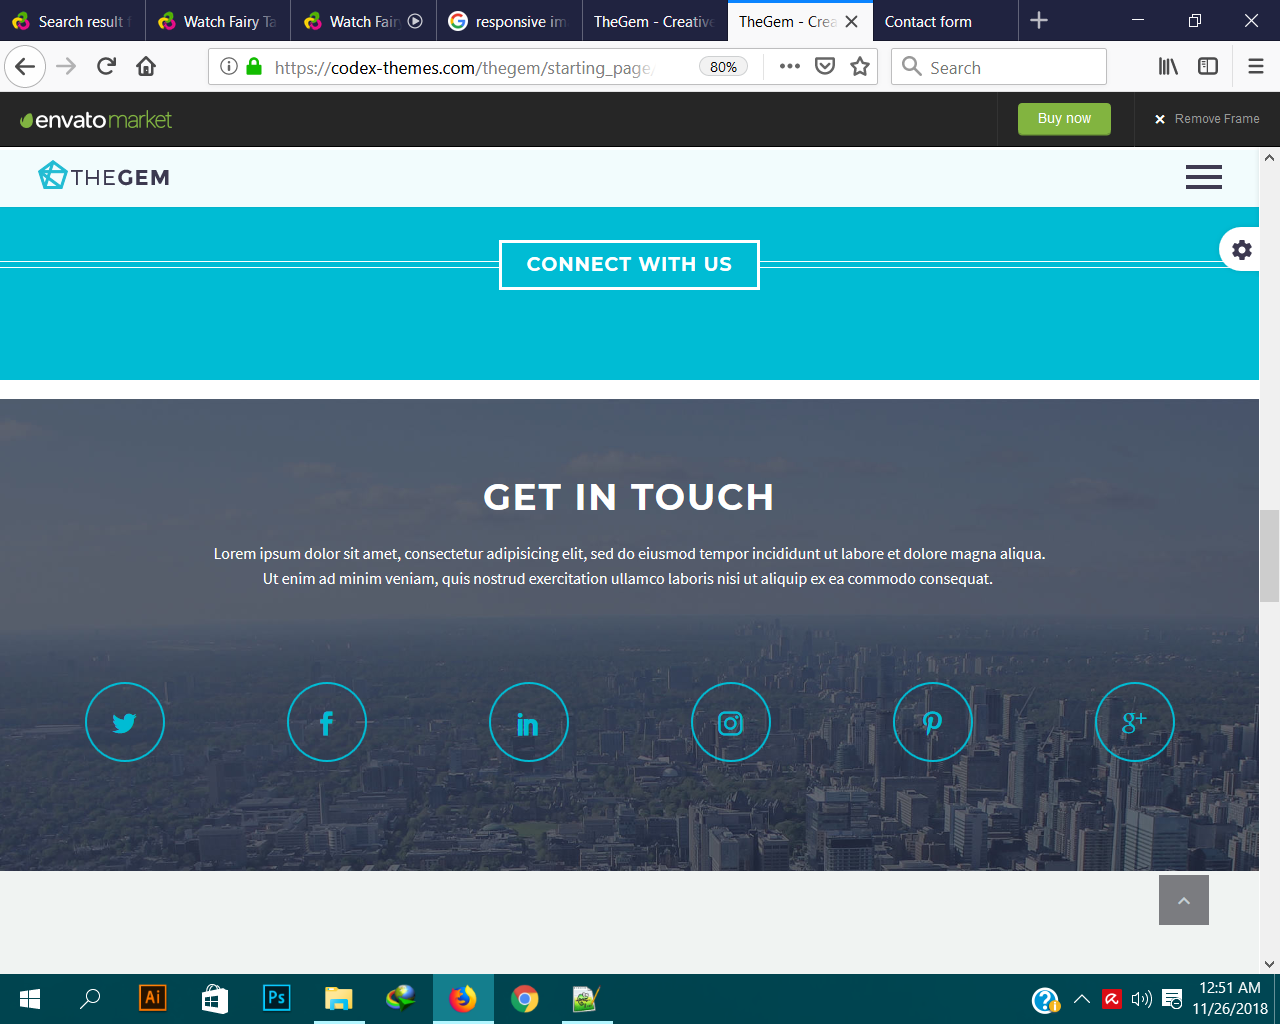 Search result f
Watch Fairy Ta
Watch Fairy
responsive im
TheGem - Creative
TheGem - Crea
Contact form
https://codex-themes.com/thegem/starting_page/
80%
Search
envatomarket
Buy now
Remove Frame
THEGEM
CONNECT WITH US
GET IN TOUCH
Lorem ipsum dolor sit amet, consectetur adipisicing elit, sed do eiusmod tempor incididunt ut labore et dolore magna aliqua.
Ut enim ad minim veniam, quis nostrud exercitation ullamco laboris nisi ut aliquip ex ea commodo consequat.
f
in
g+
Ai
Ps
12:51 AM
11/26/2018